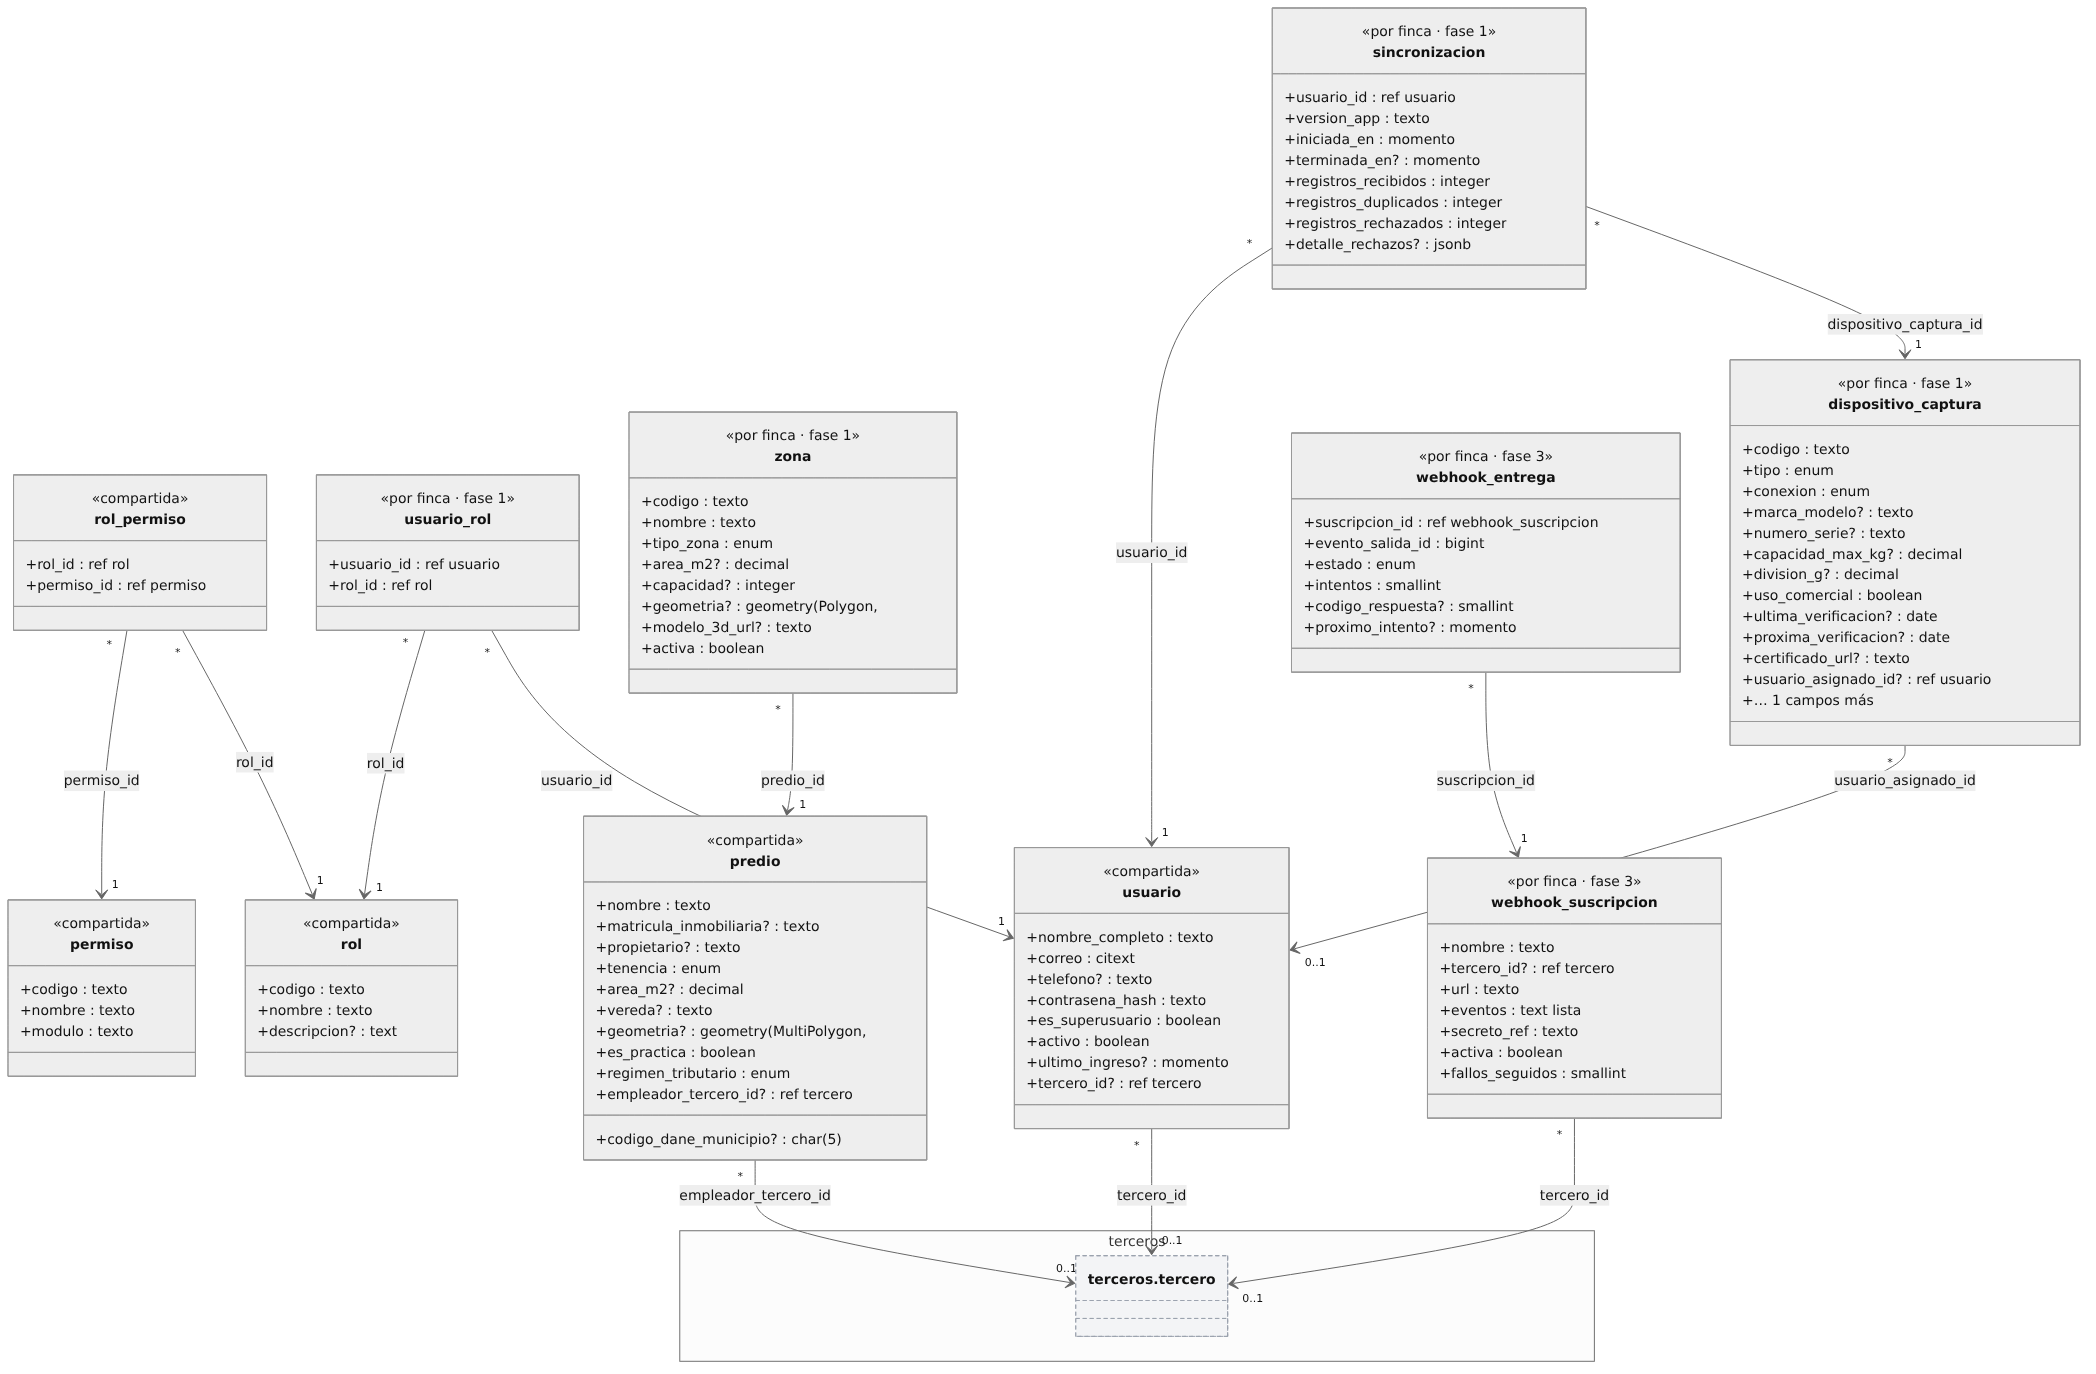 «por finca · fase 1»
sincronizacion
+usuario_id : ref usuario
+version_app : texto
+iniciada_en : momento
+terminada_en? : momento
+registros_recibidos : integer
+registros_duplicados : integer
+registros_rechazados : integer
+detalle_rechazos? : jsonb
*
*
dispositivo_captura_id
1
«por finca · fase 1»
dispositivo_captura
+codigo : texto
+tipo : enum
+conexion : enum
+marca_modelo? : texto
+numero_serie? : texto
+capacidad_max_kg? : decimal
+division_g? : decimal
+uso_comercial : boolean
+ultima_verificacion? : date
+proxima_verificacion? : date
+certificado_url? : texto
+usuario_asignado_id? : ref usuario
+... 1 campos más
«por finca · fase 1»
zona
+codigo : texto
+nombre : texto
+tipo_zona : enum
+area_m2? : decimal
+capacidad? : integer
+geometria? : geometry(Polygon,
+modelo_3d_url? : texto
+activa : boolean
«por finca · fase 3»
webhook_entrega
+suscripcion_id : ref webhook_suscripcion
+evento_salida_id : bigint
+estado : enum
+intentos : smallint
+codigo_respuesta? : smallint
+proximo_intento? : momento
«compartida»
rol_permiso
+rol_id : ref rol
+permiso_id : ref permiso
«por finca · fase 1»
usuario_rol
+usuario_id : ref usuario
+rol_id : ref rol
usuario_id
*
*
*
*
*
*
*
permiso_id
rol_id
rol_id
usuario_id
predio_id
suscripcion_id
usuario_asignado_id
1
1
1
1
1
1
«compartida»
permiso
+codigo : texto
+nombre : texto
+modulo : texto
«compartida»
rol
+codigo : texto
+nombre : texto
+descripcion? : text
«compartida»
predio
+nombre : texto
+matricula_inmobiliaria? : texto
+propietario? : texto
+tenencia : enum
+area_m2? : decimal
+vereda? : texto
+geometria? : geometry(MultiPolygon,
+es_practica : boolean
+regimen_tributario : enum
+empleador_tercero_id? : ref tercero
+codigo_dane_municipio? : char(5)
1
«compartida»
usuario
+nombre_completo : texto
+correo : citext
+telefono? : texto
+contrasena_hash : texto
+es_superusuario : boolean
+activo : boolean
+ultimo_ingreso? : momento
+tercero_id? : ref tercero
0..1
«por finca · fase 3»
webhook_suscripcion
+nombre : texto
+tercero_id? : ref tercero
+url : texto
+eventos : text lista
+secreto_ref : texto
+activa : boolean
+fallos_seguidos : smallint
*
*
*
empleador_tercero_id
tercero_id
tercero_id
terceros
0..1
0..1
0..1
terceros.tercero